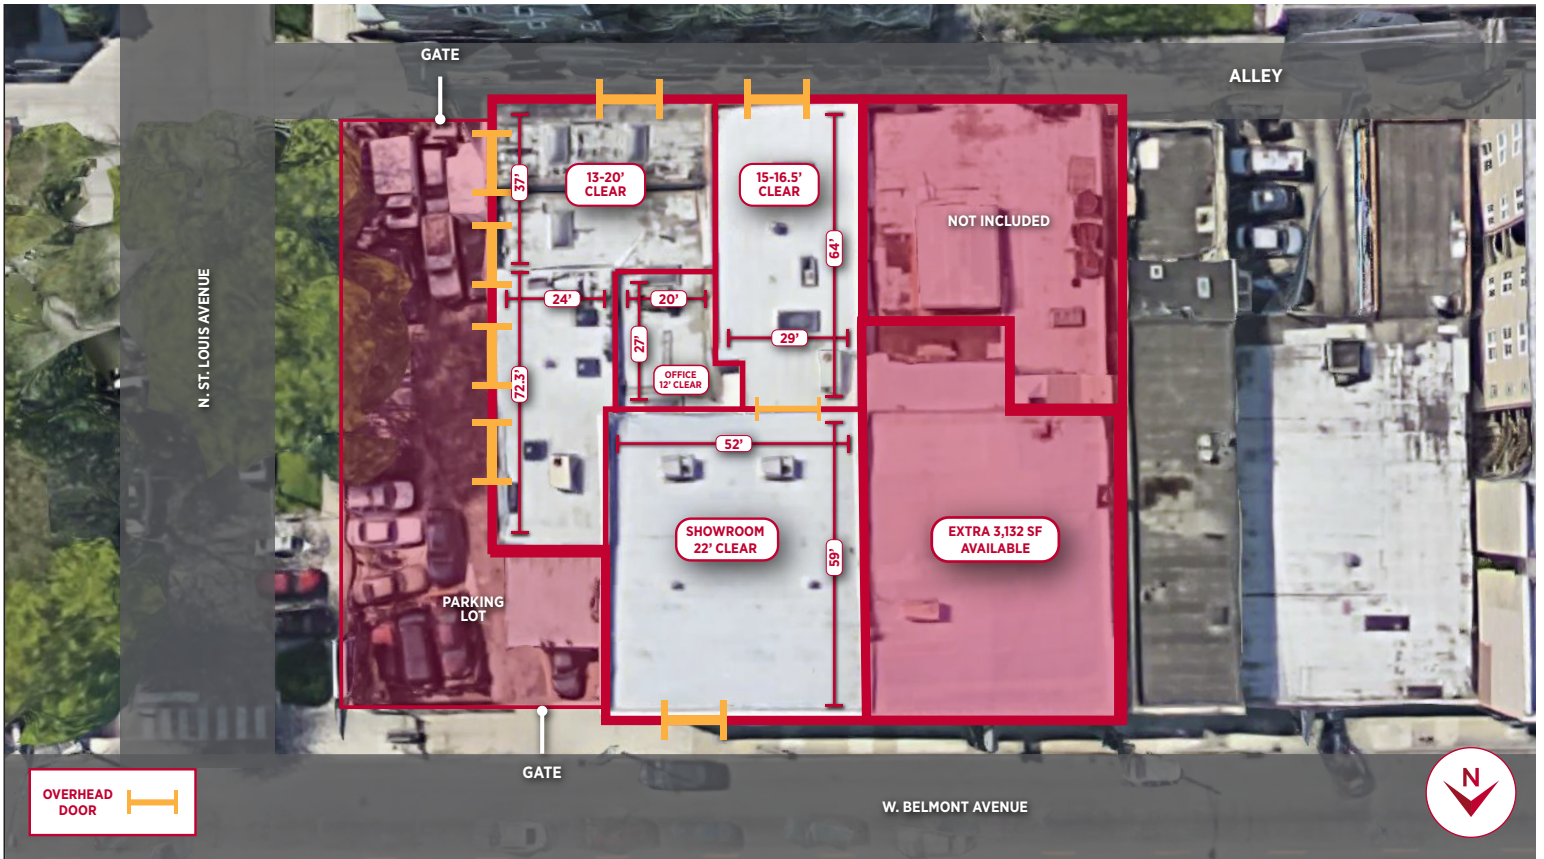 GATE
ALLEY
13-20’
CLEAR
15-16.5’
CLEAR
37’
NOT INCLUDED
64’
N. ST. LOUIS AVENUE
24’
20’
27’
29’
OFFICE
12’ CLEAR
72.3’
52’
SHOWROOM
22’ CLEAR
59’
EXTRA 3,132 SF
AVAILABLE
PARKING
LOT
GATE
OVERHEAD
DOOR
W. BELMONT AVENUE
N